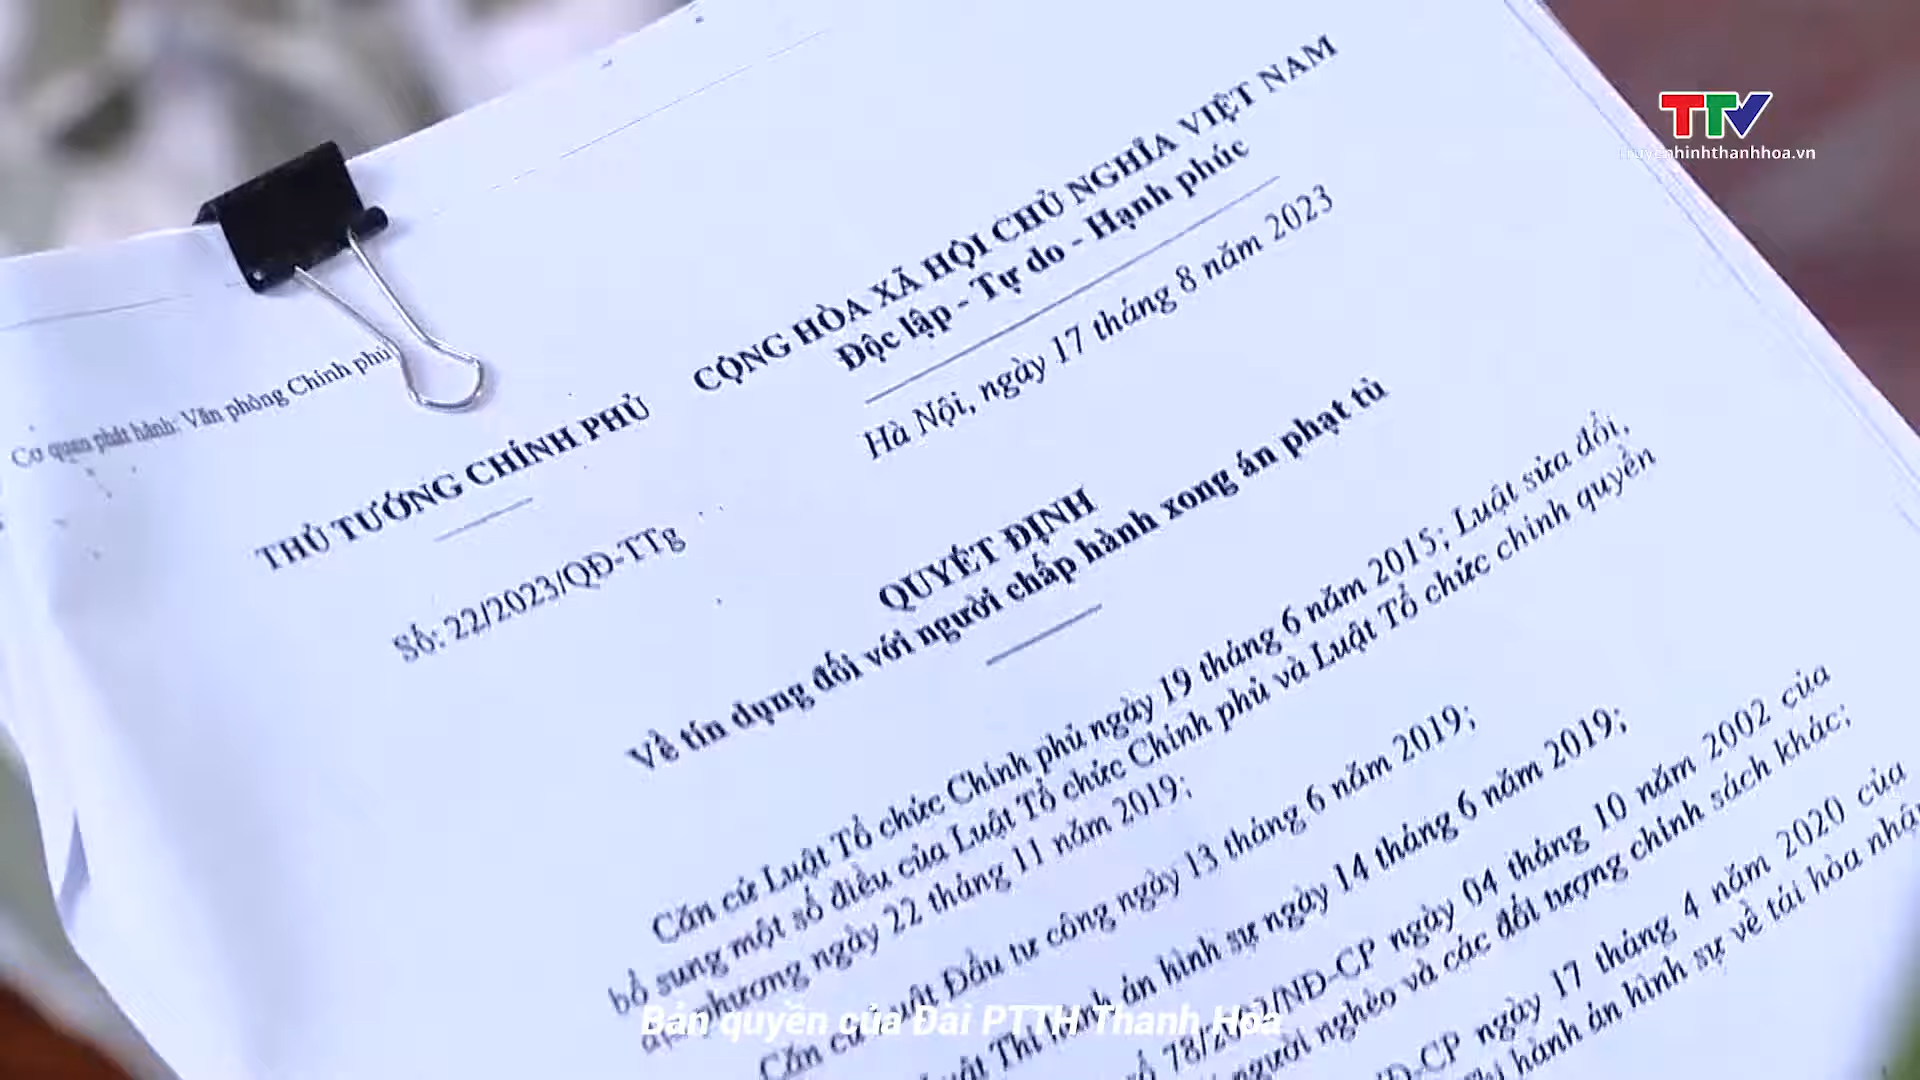 TTV
truyenhinhthanhhoa.vn
Cơ quan phát hành: Văn phòng Chính phủ
THỦ TƯỚNG CHÍNH PHỦ
CỘNG HÒA XÃ HỘI CHỦ NGHĨA VIỆT NAM
Độc lập - Tự do - Hạnh phúc
Số: 22/2023/QĐ-TTg
Hà Nội, ngày 17 tháng 8 năm 2023
QUYẾT ĐỊNH
Về tín dụng đối với người chấp hành xong án phạt tù
Căn cứ Luật Tổ chức Chính phủ ngày 19 tháng 6 năm 2015; Luật sửa đổi,
bổ sung một số điều của Luật Tổ chức Chính phủ và Luật Tổ chức chính quyền
phương ngày 22 tháng 11 năm 2019;
Căn cứ Luật Đầu tư công ngày 13 tháng 6 năm 2019;
Thi hành án hình sự ngày 14 tháng 6 năm 2019;
78/2002/NĐ-CP ngày 04 tháng 10 năm 2002 của
người nghèo và các đối tượng chính sách khác;
NĐ-CP ngày 17 tháng 4 năm 2020 của
hành án hình sự về tái hòa nhập
Bản quyền của Đài PTTH Thanh Hóa